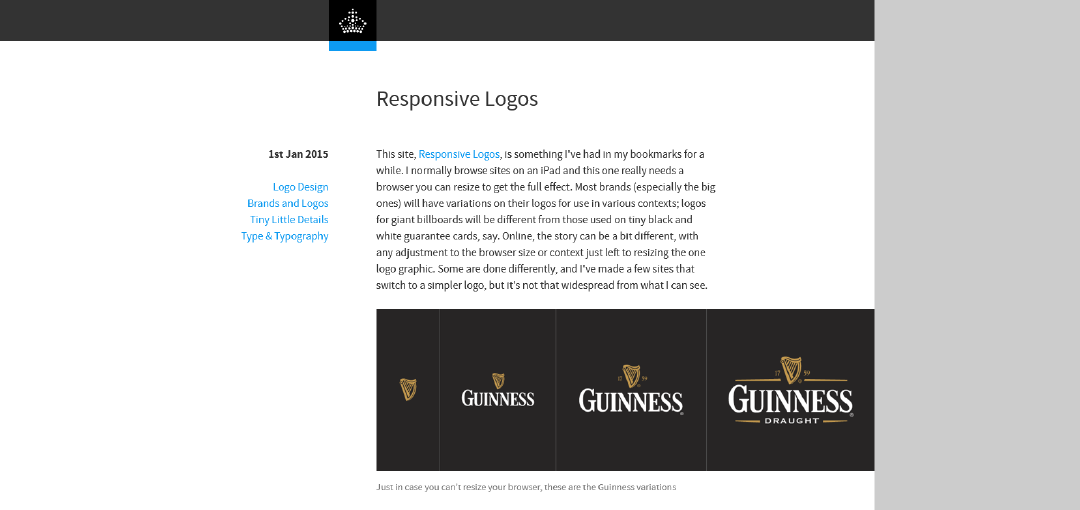 Responsive Logos
1st Jan 2015
Logo Design
Brands and Logos
Tiny Little Details
Type & Typography
This site, Responsive Logos, is something I've had in my bookmarks for a
while. I normally browse sites on an iPad and this one really needs a
browser you can resize to get the full effect. Most brands (especially the big
ones) will have variations on their logos for use in various contexts; logos
for giant billboards will be different from those used on tiny black and
white guarantee cards, say. Online, the story can be a bit different, with
any adjustment to the browser size or context just left to resizing the one
logo graphic. Some are done differently, and I've made a few sites that
switch to a simpler logo, but it's not that widespread from what I can see.
GUINNESS
17 59
GUINNESS®
17 59
GUINNESS®
DRAUGHT
Just in case you can't resize your browser, these are the Guinness variations